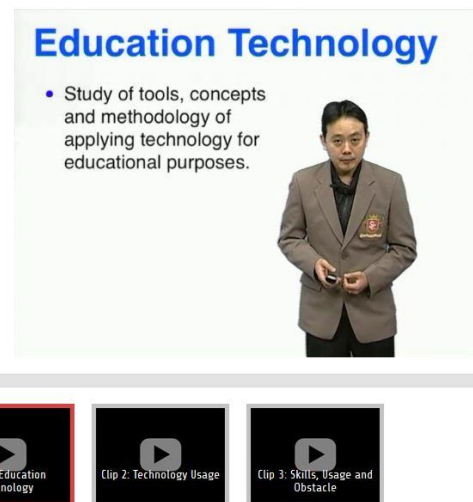 Education Technology
• Study of tools, concepts
and methodology of
applying technology for
educational purposes.
Education
nology
Clip 2: Technology Usage
Clip 3: Skills, Usage and
Obstacle